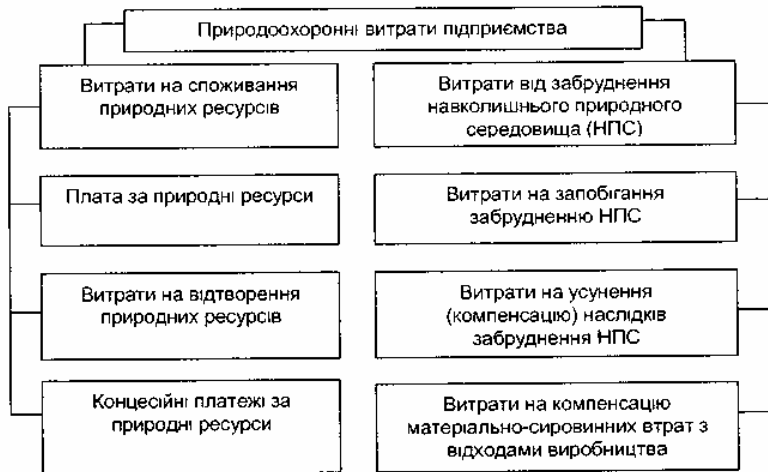 Природоохоронні витрати підприємства
Витрати на споживання
природних ресурсів
Плата за природні ресурси
Витрати на відтворення
природних ресурсів
Концесійні платежі за
природні ресурси
Витрати від забруднення
навколишнього природного
середовища (НПС)
Витрати на запобігання
забрудненню НПС
Витрати на усунення
(компенсацію) наслідків
забруднення НПС
Витрати на компенсацію
матеріально-сировинних втрат з
відходами виробництва